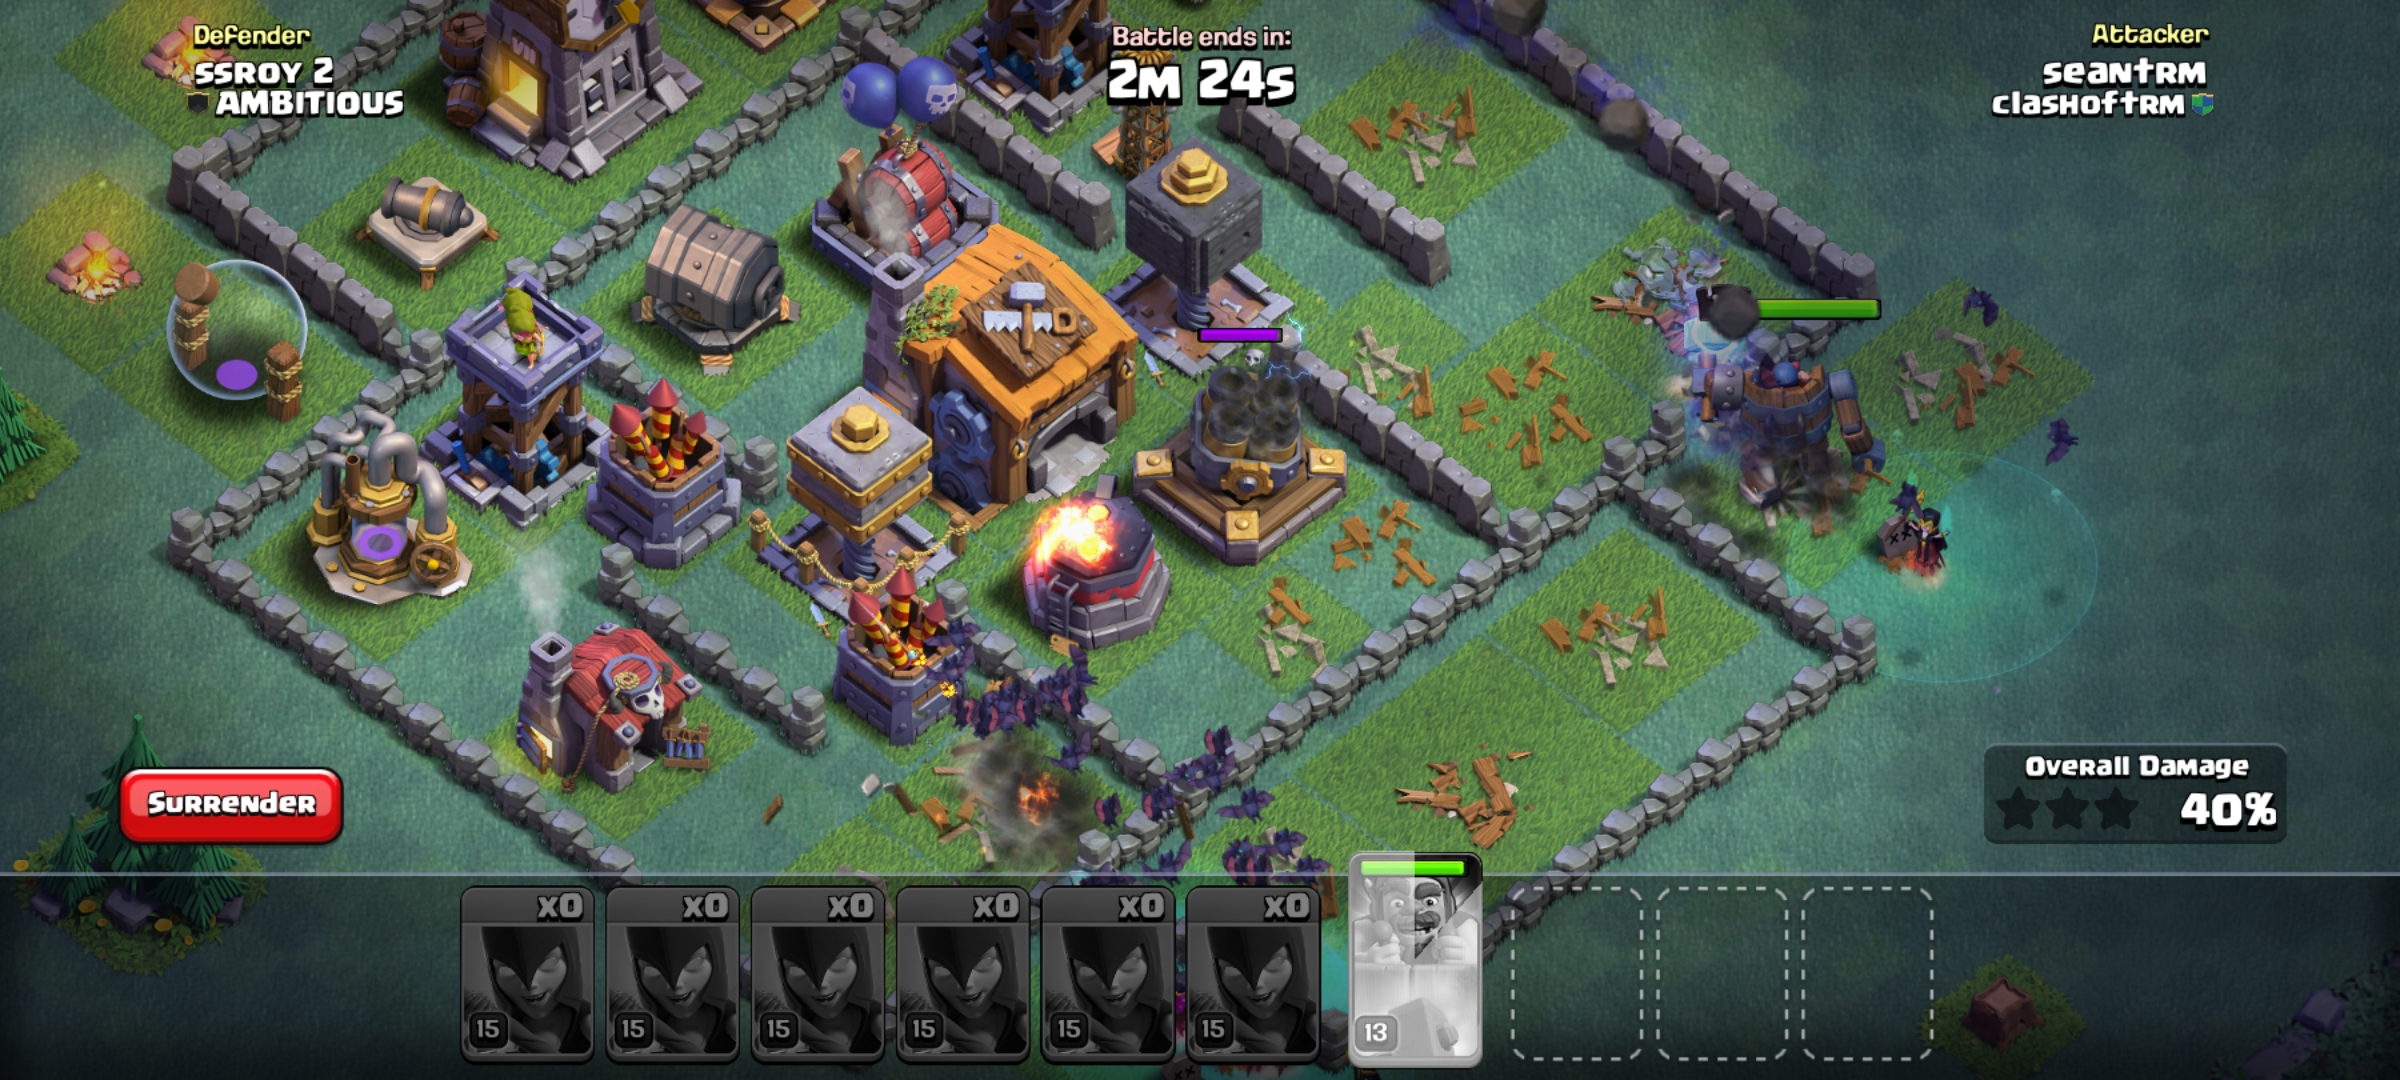 Defender
SSROY 2
AMBITIOUS
Battle ends in:
2M 24S
Attacker
seantRM
clashoftRM
VII
Surrender
Overall Damage
40%
x0
x0
x0
x0
x0
x0
15
15
15
15
15
15
13